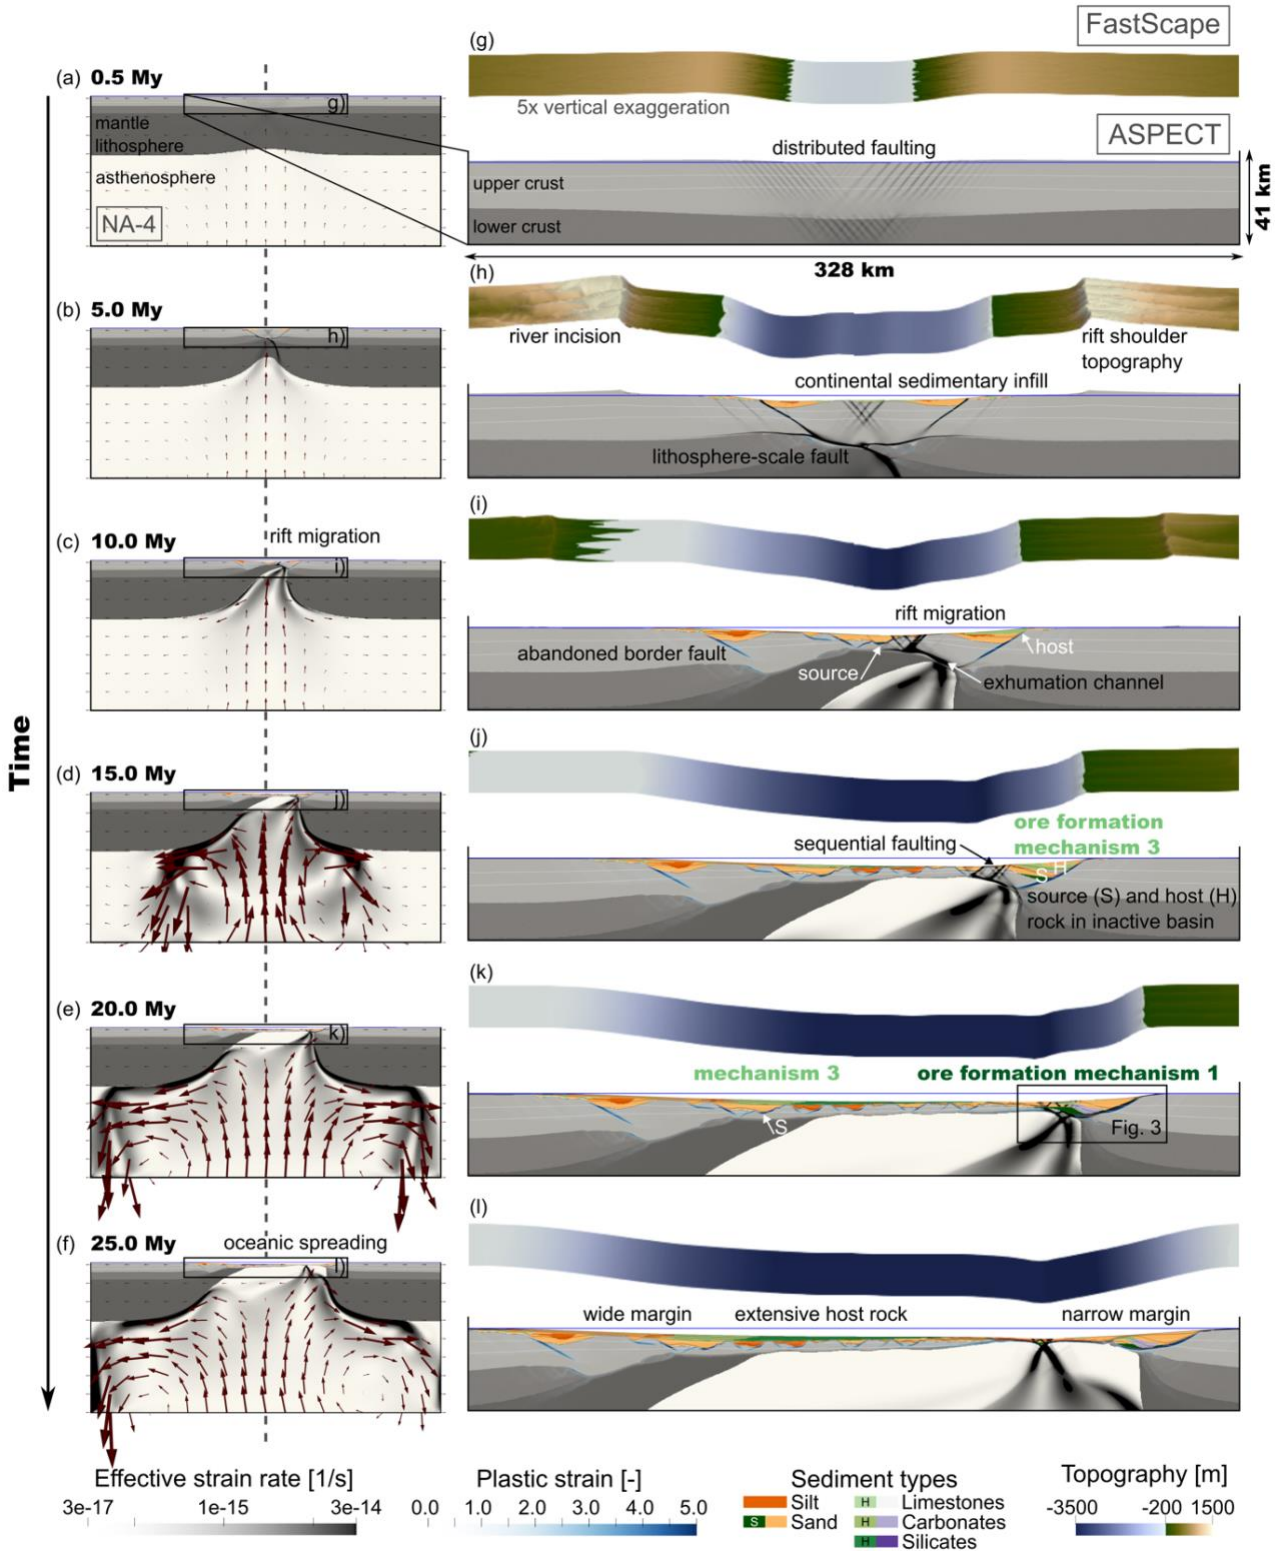 FastScape
(g)
(a) 0.5 My
g)
5x vertical exaggeration
mantle
lithosphere
ASPECT
distributed faulting
asthenosphere
upper crust
41 km
NA-4
lower crust
328 km
(h)
(b) 5.0 My
h)
river incision
rift shoulder
topography
continental sedimentary infill
lithosphere-scale fault
(i)
(c) 10.0 My
rift migration
i)
rift migration
abandoned border fault
host
source
exhumation channel
Time
(j)
(d) 15.0 My
j)
ore formation
mechanism 3
sequential faulting
H
S
source (S) and host (H)
rock in inactive basin
(k)
(e) 20.0 My
k)
mechanism 3
ore formation mechanism 1
S
Fig. 3
(l)
(f) 25.0 My
oceanic spreading
l)
wide margin
extensive host rock
narrow margin
Effective strain rate [1/s]
3e-17 1e-15 3e-14 0.0
Plastic strain [-]
1.0 2.0 3.0 4.0 5.0
Sediment types
Silt
S Sand
H Limestones
H Carbonates
H Silicates
Topography [m]
-3500 -200 1500